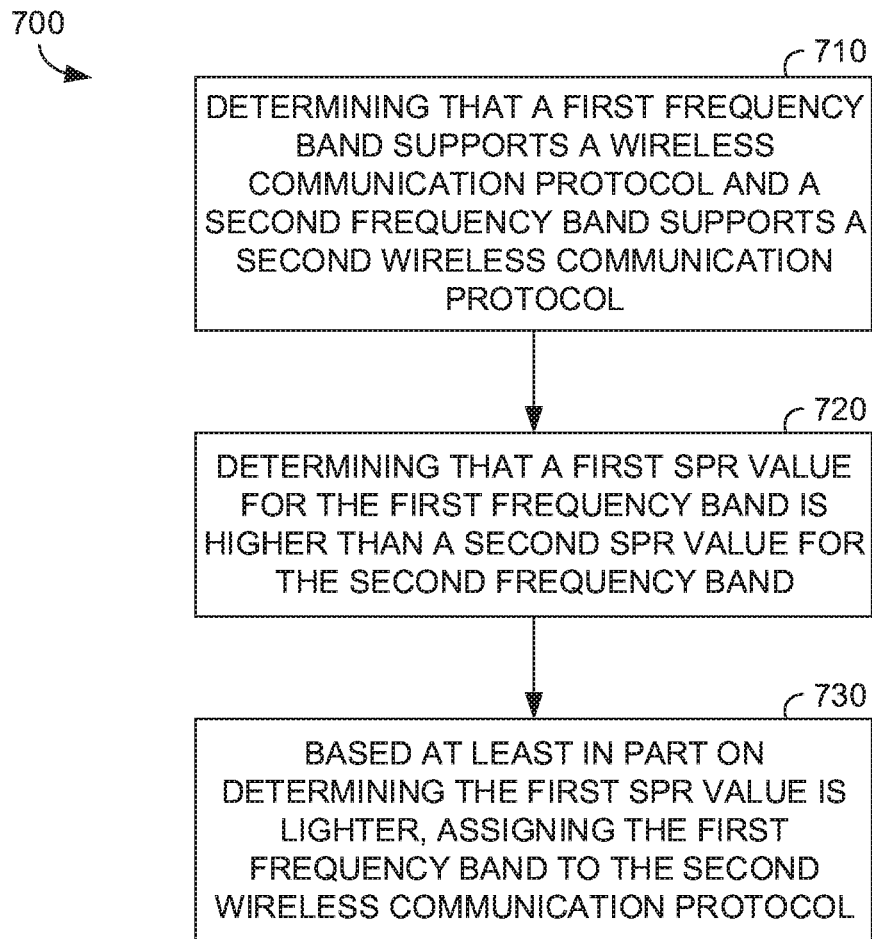 700
710
DETERMINING THAT A FIRST FREQUENCY
BAND SUPPORTS A WIRELESS
COMMUNICATION PROTOCOL AND A
SECOND FREQUENCY BAND SUPPORTS A
SECOND WIRELESS COMMUNICATION
PROTOCOL
720
DETERMINING THAT A FIRST SPR VALUE
FOR THE FIRST FREQUENCY BAND IS
HIGHER THAN A SECOND SPR VALUE FOR
THE SECOND FREQUENCY BAND
730
BASED AT LEAST IN PART ON
DETERMINING THE FIRST SPR VALUE IS
LIGHTER, ASSIGNING THE FIRST
FREQUENCY BAND TO THE SECOND
WIRELESS COMMUNICATION PROTOCOL